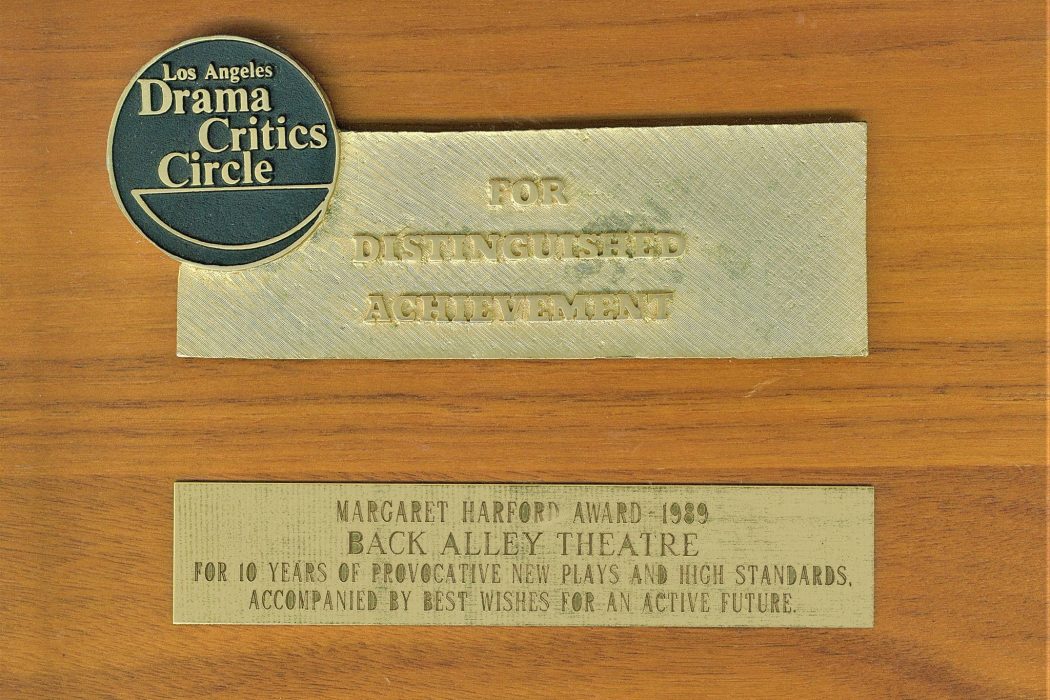 Los Angeles
Drama
Critics
Circle
FOR
DISTINGUISHED
ACHIEVEMENT
MARGARET HARFORD AWARD - 1989
BACK ALLEY THEATRE
FOR 10 YEARS OF PROVOCATIVE NEW PLAYS AND HIGH STANDARDS,
ACCOMPANIED BY BEST WISHES FOR AN ACTIVE FUTURE.